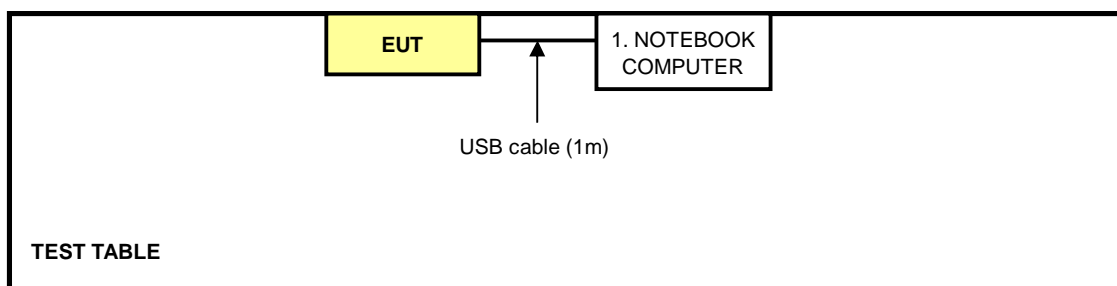 EUT
1. NOTEBOOK
COMPUTER
USB cable (1m)
TEST TABLE